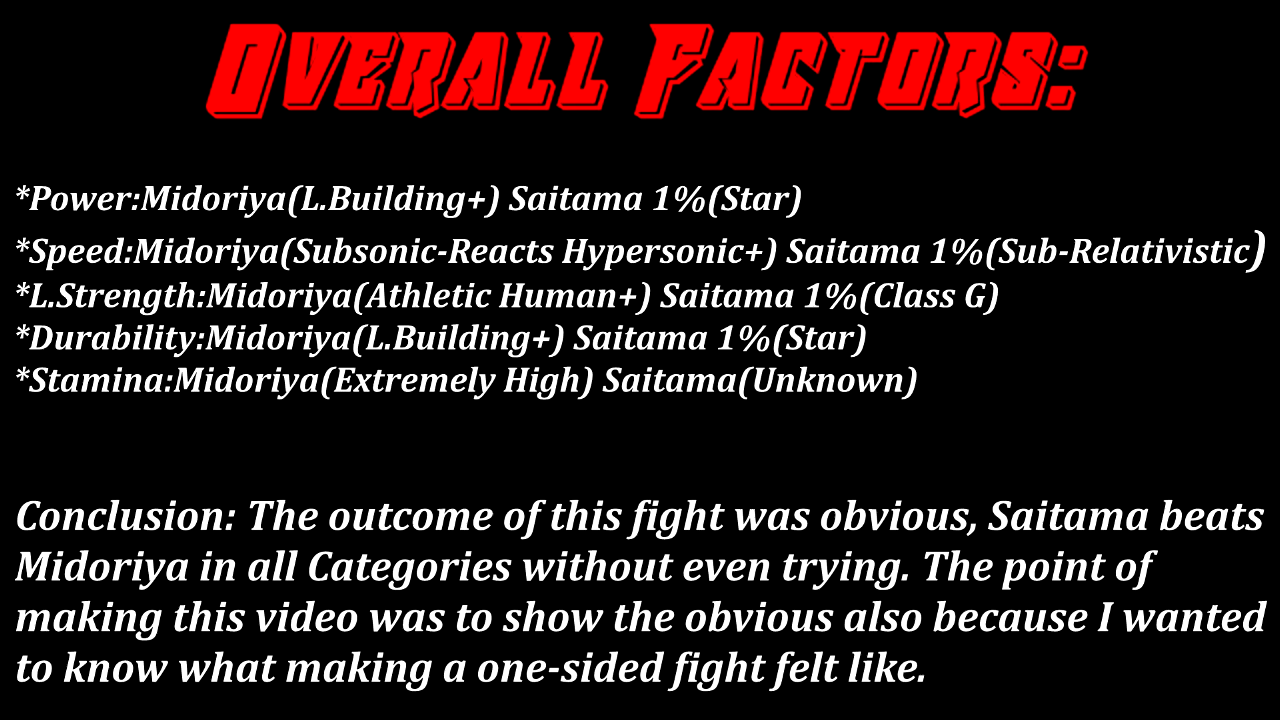 Overall Factors:
*Power:Midoriya(L.Building+) Saitama 1%(Star)
*Speed:Midoriya(Subsonic-Reacts Hypersonic+) Saitama 1%(Sub-Relativistic)
*L.Strength:Midoriya(Athletic Human+) Saitama 1%(Class G)
*Durability:Midoriya(L.Building+) Saitama 1%(Star)
*Stamina:Midoriya(Extremely High) Saitama(Unknown)
Conclusion: The outcome of this fight was obvious, Saitama beats
Midoriya in all Categories without even trying. The point of
making this video was to show the obvious also because I wanted
to know what making a one-sided fight felt like.